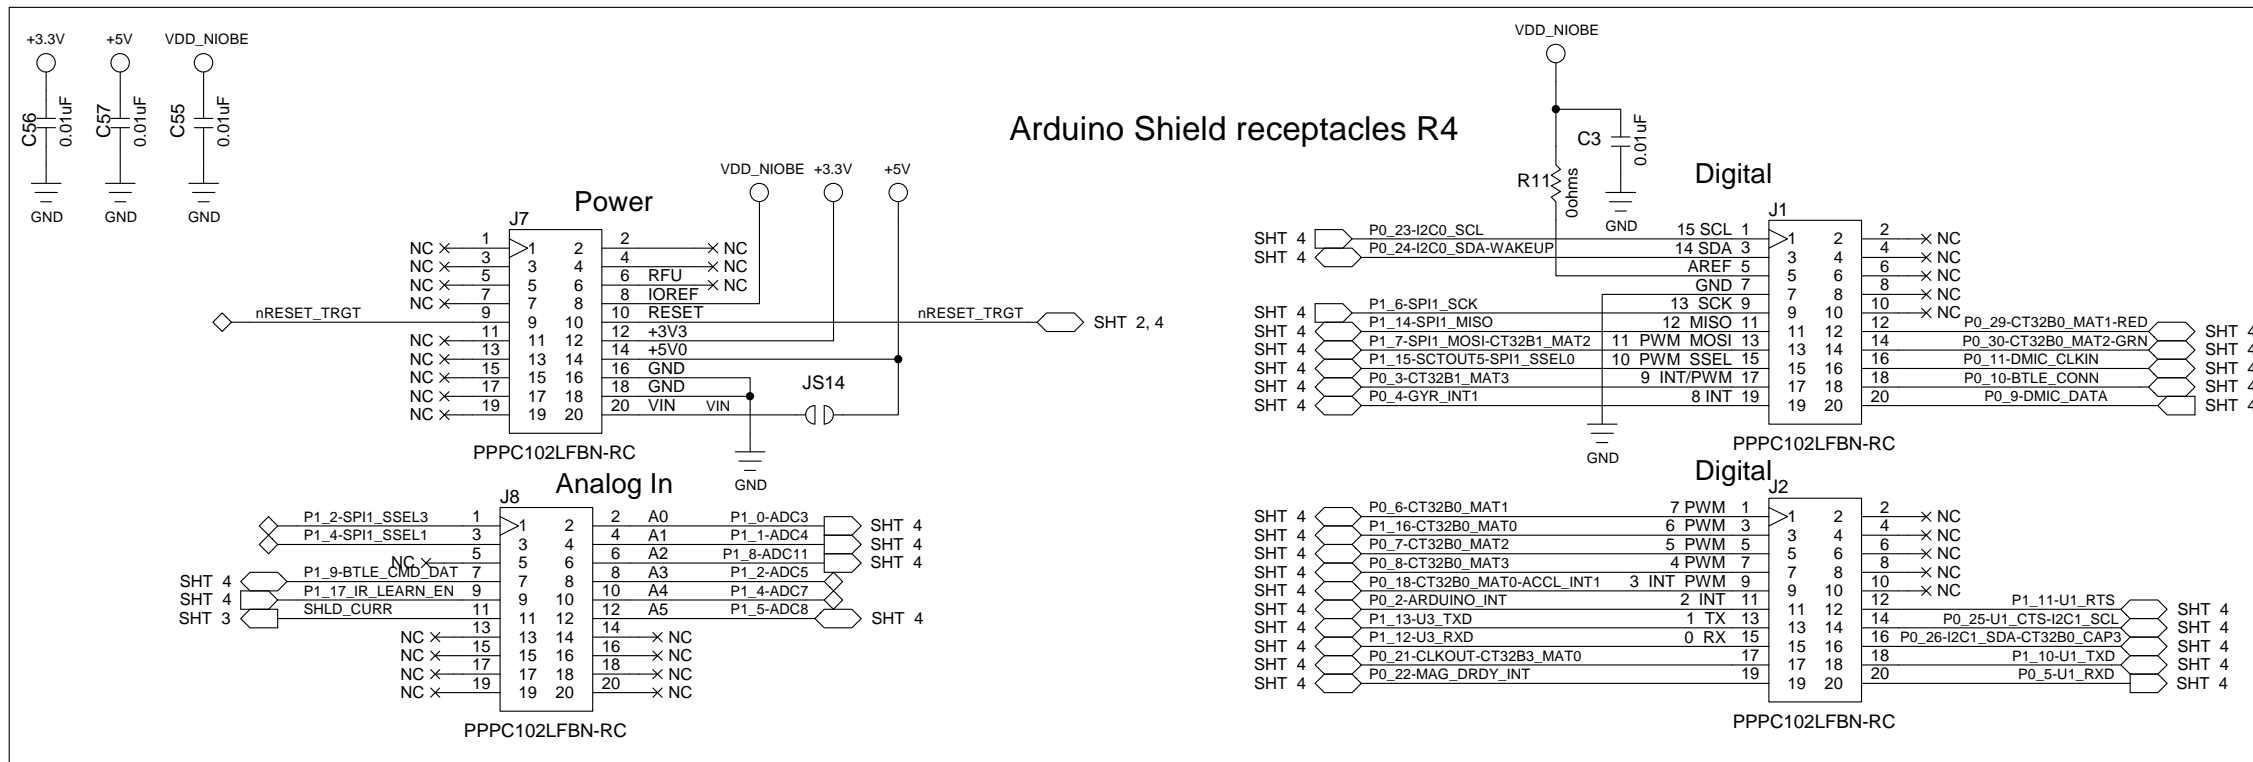 Arduino Shield receptacles R4
+3.3V +5V VDD_NIOBE
C56 0.01uF C57 0.01uF C55 0.01uF
GND GND GND
VDD_NIOBE +3.3V +5V
Power
J7
NC 1 1 2 2 NC
NC 3 3 4 4 NC
NC 5 5 6 6 RFU NC
NC 7 7 8 8 IOREF
nRESET_TRGT 9 9 10 10 RESET nRESET_TRGT SHT 2, 4
NC 11 11 12 12 +3V3
NC 13 13 14 14 +5V0
NC 15 15 16 16 GND
NC 17 17 18 18 GND
NC 19 19 20 20 VIN VIN JS14
PPPC102LFBN-RC
GND
Analog In
J8
P1_2-SPI1_SSEL3 1 1 2 2 A0 P1_0-ADC3 SHT 4
P1_4-SPI1_SSEL1 3 3 4 4 A1 P1_1-ADC4 SHT 4
NC 5 5 6 6 A2 P1_8-ADC11 SHT 4
SHT 4 P1_9-BTLE_CMD_DAT 7 7 8 8 A3 P1_2-ADC5
SHT 4 P1_17_IR_LEARN_EN 9 9 10 10 A4 P1_4-ADC7
SHT 3 SHLD_CURR 11 11 12 12 A5 P1_5-ADC8 SHT 4
NC 13 13 14 14 NC
NC 15 15 16 16 NC
NC 17 17 18 18 NC
NC 19 19 20 20 NC
PPPC102LFBN-RC
VDD_NIOBE
C3 0.01uF
R11 0ohms
GND
Digital
J1
SHT 4 P0_23-I2C0_SCL 15 SCL 1 1 2 2 NC
SHT 4 P0_24-I2C0_SDA-WAKEUP 14 SDA 3 3 4 4 NC
AREF 5 5 6 6 NC
GND 7 7 8 8 NC
SHT 4 P1_6-SPI1_SCK 13 SCK 9 9 10 10 NC
SHT 4 P1_14-SPI1_MISO 12 MISO 11 11 12 12 P0_29-CT32B0_MAT1-RED SHT 4
SHT 4 P1_7-SPI1_MOSI-CT32B1_MAT2 11 PWM MOSI 13 13 14 14 P0_30-CT32B0_MAT2-GRN SHT 4
SHT 4 P1_15-SCTOUT5-SPI1_SSEL0 10 PWM SSEL 15 15 16 16 P0_11-DMIC_CLKIN SHT 4
SHT 4 P0_3-CT32B1_MAT3 9 INT/PWM 17 17 18 18 P0_10-BTLE_CONN SHT 4
SHT 4 P0_4-GYR_INT1 8 INT 19 19 20 20 P0_9-DMIC_DATA SHT 4
GND
PPPC102LFBN-RC
Digital
J2
SHT 4 P0_6-CT32B0_MAT1 7 PWM 1 1 2 2 NC
SHT 4 P1_16-CT32B0_MAT0 6 PWM 3 3 4 4 NC
SHT 4 P0_7-CT32B0_MAT2 5 PWM 5 5 6 6 NC
SHT 4 P0_8-CT32B0_MAT3 4 PWM 7 7 8 8 NC
SHT 4 P0_18-CT32B0_MAT0-ACCL_INT1 3 INT PWM 9 9 10 10 NC
SHT 4 P0_2-ARDUINO_INT 2 INT 11 11 12 12 P1_11-U1_RTS SHT 4
SHT 4 P1_13-U3_TXD 1 TX 13 13 14 14 P0_25-U1_CTS-I2C1_SCL SHT 4
SHT 4 P1_12-U3_RXD 0 RX 15 15 16 16 P0_26-I2C1_SDA-CT32B0_CAP3 SHT 4
SHT 4 P0_21-CLKOUT-CT32B3_MAT0 17 17 18 18 P1_10-U1_TXD SHT 4
SHT 4 P0_22-MAG_DRDY_INT 19 19 20 20 P0_5-U1_RXD SHT 4
PPPC102LFBN-RC